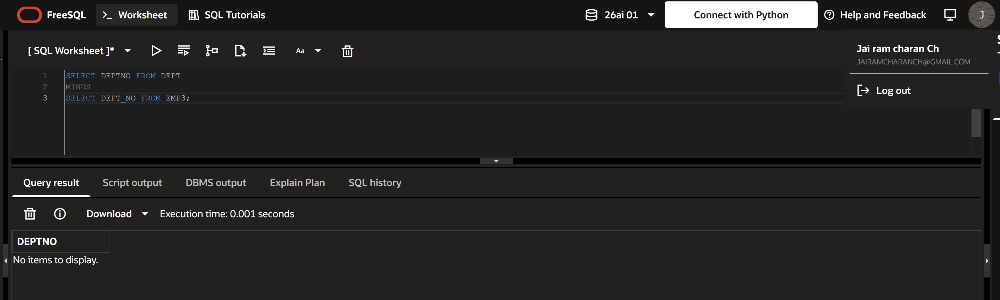 FreeSQL
>_ Worksheet
SQL Tutorials
26ai 01
Connect with Python
Help and Feedback
J
[ SQL Worksheet ]*
Aa
Jai ram charan Ch
JAIRAMCHARANCH@GMAIL.COM
Log out
1 SELECT DEPTNO FROM DEPT
2 MINUS
3 SELECT DEPT_NO FROM EMP3;
Query result
Script output
DBMS output
Explain Plan
SQL history
Download
Execution time: 0.001 seconds
DEPTNO
No items to display.